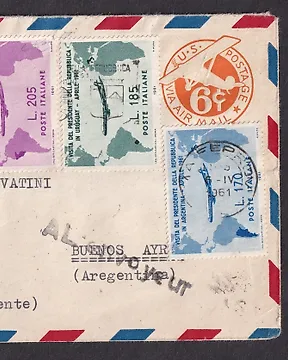 L. 205
POSTE ITALIANE
VISITA DEL PRESIDENTE DELLA REPUBBLICA
IN URUGUAY - APRILE 1961
L. 185
POSTE ITALIANE
U.S. POSTAGE
6¢
VIA AIR MAIL
VISITA DEL PRESIDENTE DELLA REPUBBLICA
IN ARGENTINA - APRILE 1961
L. 170
POSTE ITALIANE
1961
VATINI
BUENOS AYR
(Aregentina)
ente)